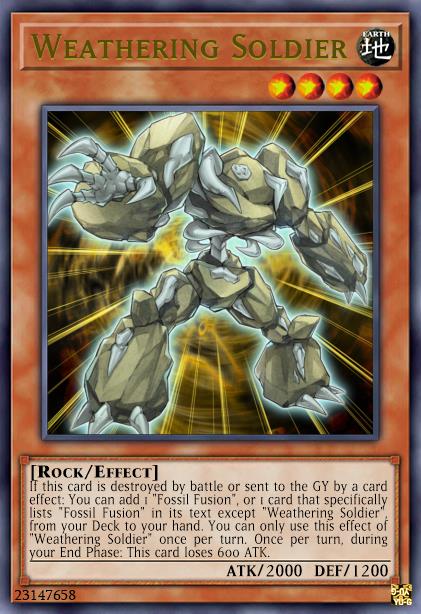 WEATHERING SOLDIER
EARTH
地
[ROCK/EFFECT]
If this card is destroyed by battle or sent to the GY by a card
effect: You can add 1 "Fossil Fusion", or 1 card that specifically
lists "Fossil Fusion" in its text except "Weathering Soldier",
from your Deck to your hand. You can only use this effect of
"Weathering Soldier" once per turn. Once per turn, during
your End Phase: This card loses 600 ATK.
ATK/2000 DEF/1200
23147658